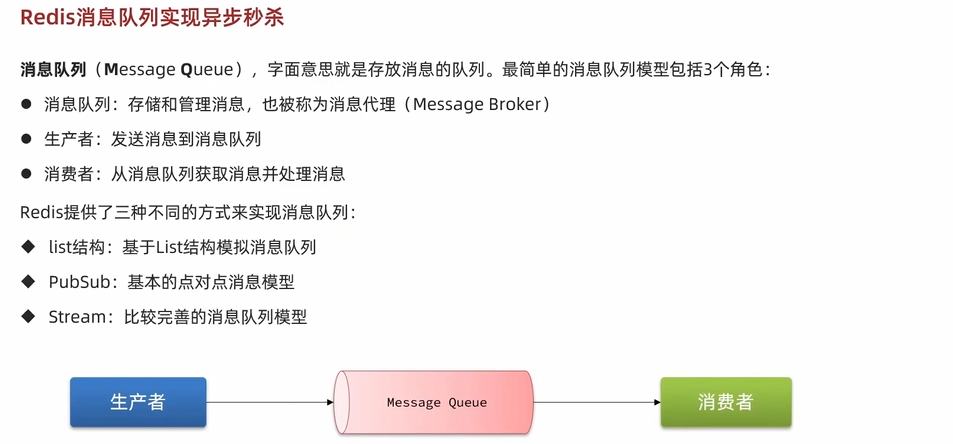 Redis消息队列实现异步秒杀
消息队列（Message Queue），字面意思就是存放消息的队列。最简单的消息队列模型包括3个角色：
● 消息队列：存储和管理消息，也被称为消息代理（Message Broker）
● 生产者：发送消息到消息队列
● 消费者：从消息队列获取消息并处理消息
Redis提供了三种不同的方式来实现消息队列：
◆ list结构：基于List结构模拟消息队列
◆ PubSub：基本的点对点消息模型
◆ Stream：比较完善的消息队列模型
生产者
Message Queue
消费者